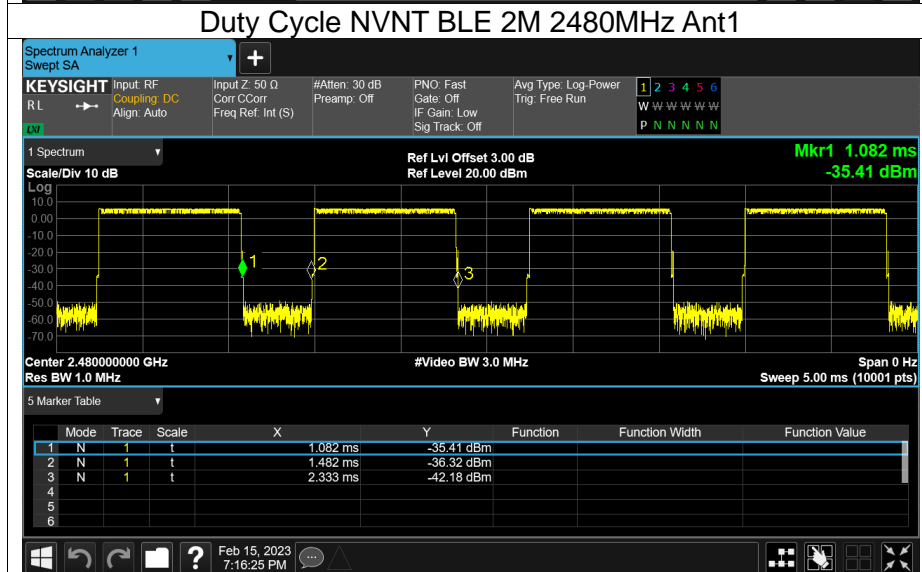 Duty Cycle NVNT BLE 2M 2480MHz Ant1
Spectrum Analyzer 1
Swept SA
+
KEYSIGHT Input: RF Input Z: 50 Ω #Atten: 30 dB PNO: Fast Avg Type: Log-Power 1 2 3 4 5 6
R L Coupling: DC Corr CCorr Preamp: Off Gate: Off Trig: Free Run W W W W W W
Align: Auto Freq Ref: Int (S) IF Gain: Low
LXI Sig Track: Off P N N N N N
1 Spectrum Ref Lvl Offset 3.00 dB Mkr1 1.082 ms
Scale/Div 10 dB Ref Level 20.00 dBm -35.41 dBm
Log
10.0
0.00
-10.0
-20.0
-30.0
-40.0
-50.0
-60.0
-70.0
1
2
3
Center 2.480000000 GHz #Video BW 3.0 MHz Span 0 Hz
Res BW 1.0 MHz Sweep 5.00 ms (10001 pts)
5 Marker Table
Mode Trace Scale X Y Function Function Width Function Value
1 N 1 t 1.082 ms -35.41 dBm
2 N 1 t 1.482 ms -36.32 dBm
3 N 1 t 2.333 ms -42.18 dBm
4
5
6
? Feb 15, 2023
7:16:25 PM